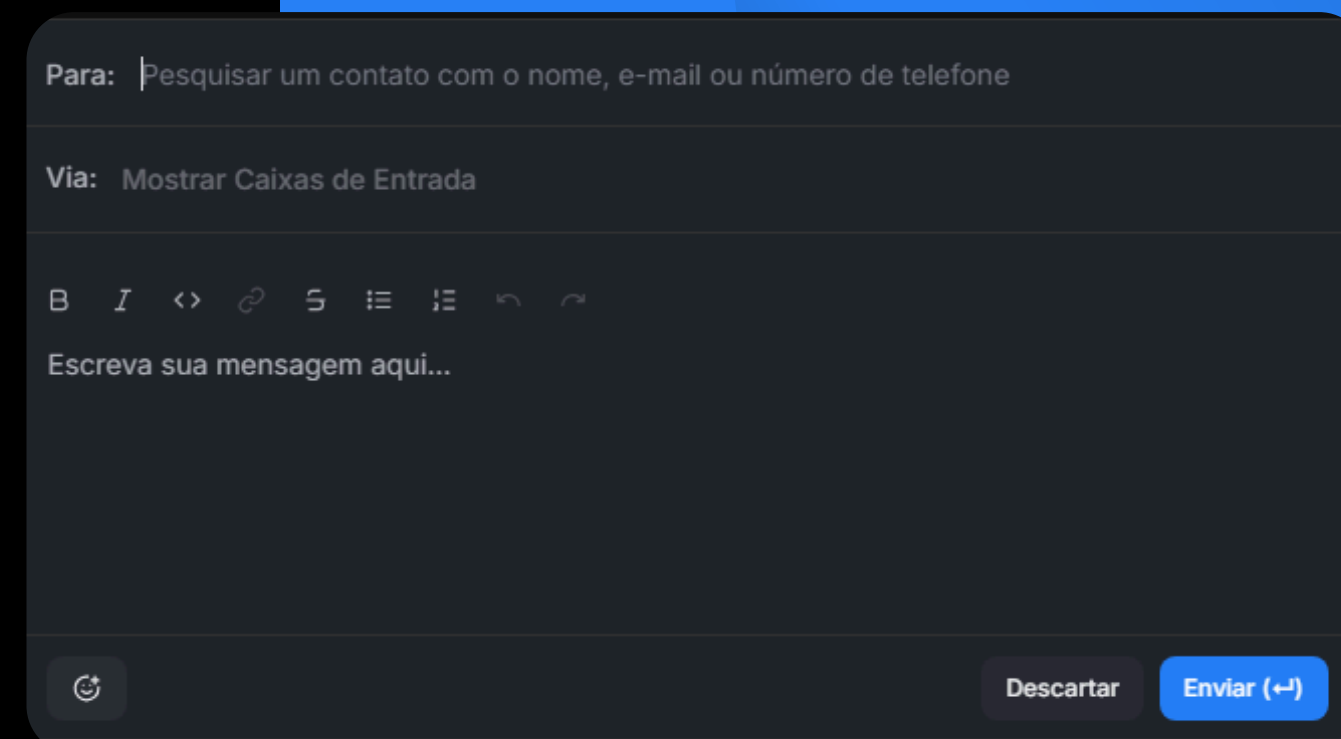 Para: Pesquisar um contato com o nome, e-mail ou número de telefone
Via: Mostrar Caixas de Entrada
Escreva sua mensagem aqui...
Descartar Enviar (↵)